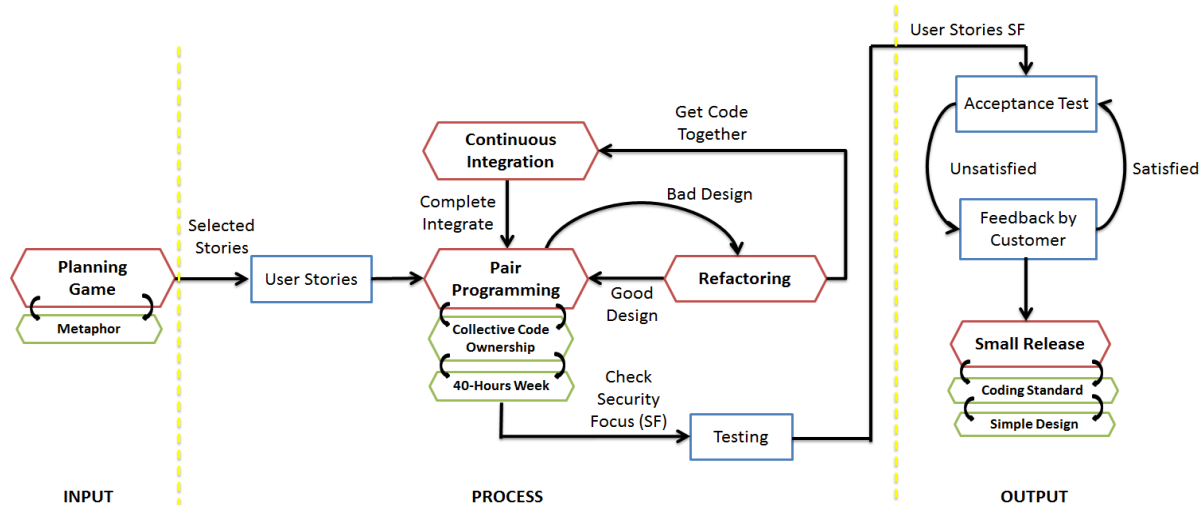 User Stories SF
Acceptance Test
Get Code
Together
Continuous
Integration
Unsatisfied
Satisfied
Bad Design
Complete
Integrate
Selected
Stories
Feedback by
Customer
Planning
Game
User Stories
Pair
Programming
Refactoring
Good
Design
Metaphor
Collective Code
Ownership
Small Release
40-Hours Week
Check
Security
Focus (SF)
Coding Standard
Simple Design
Testing
INPUT
PROCESS
OUTPUT